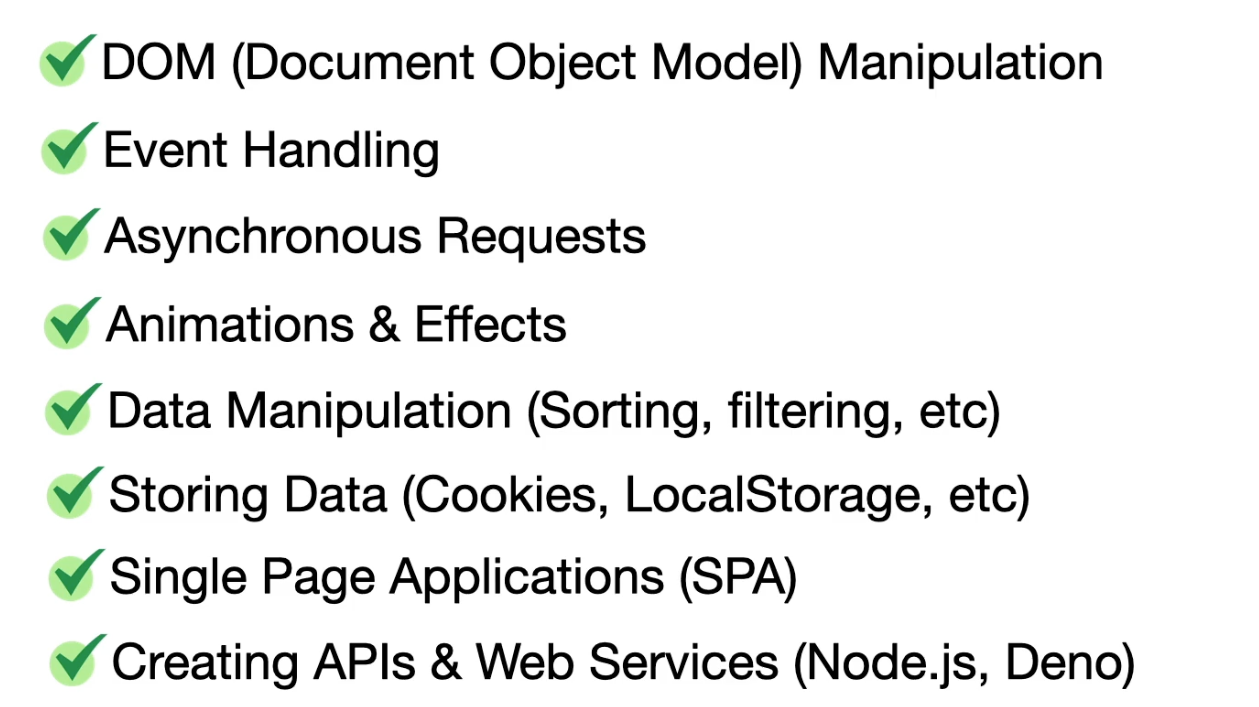 DOM (Document Object Model) Manipulation
Event Handling
Asynchronous Requests
Animations & Effects
Data Manipulation (Sorting, filtering, etc)
Storing Data (Cookies, LocalStorage, etc)
Single Page Applications (SPA)
Creating APIs & Web Services (Node.js, Deno)